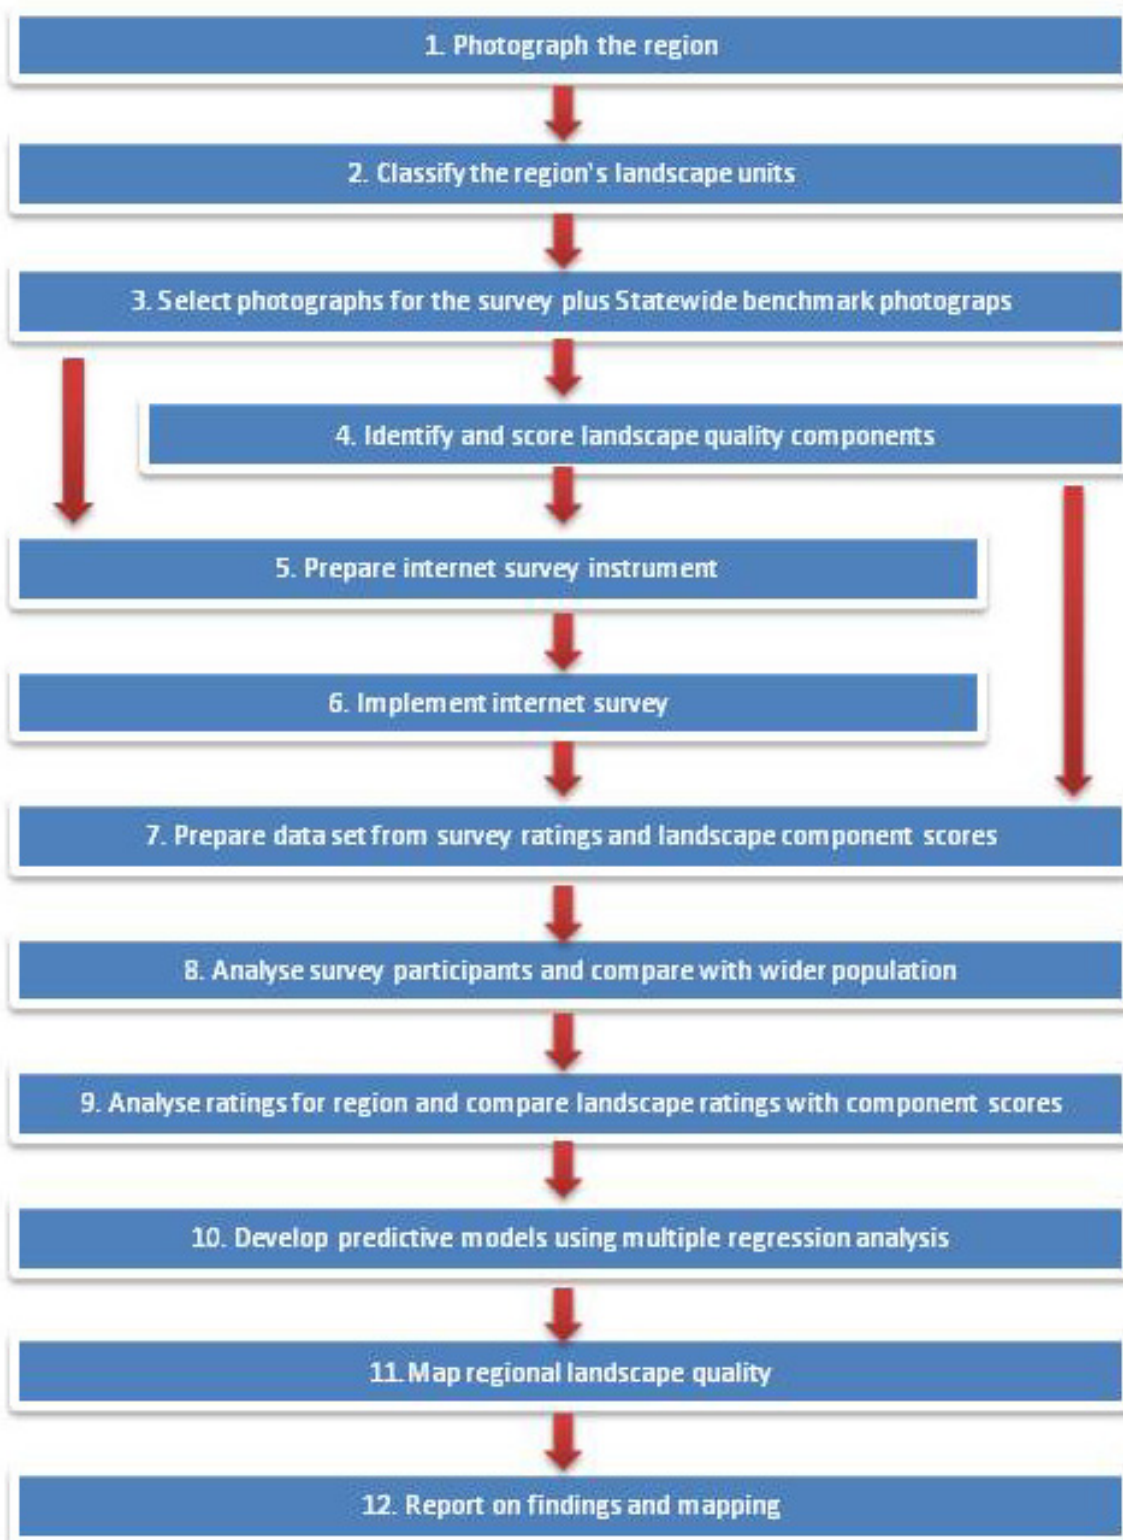 1. Photograph the region
2. Classify the region's landscape units
3. Select photographs for the survey plus Statewide benchmark photograps
4. Identify and score landscape quality components
5. Prepare internet survey instrument
6. Implement internet survey
7. Prepare data set from survey ratings and landscape component scores
8. Analyse survey participants and compare with wider population
9. Analyse ratings for region and compare landscape ratings with component scores
10. Develop predictive models using multiple regression analysis
11. Map regional landscape quality
12. Report on findings and mapping